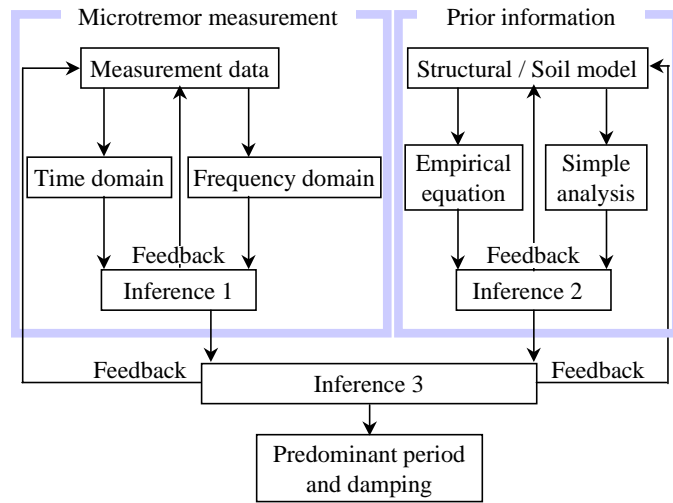 Microtremor measurement
Prior information
Measurement data
Structural / Soil model
Time domain
Frequency domain
Empirical
equation
Simple
analysis
Feedback
Feedback
Inference 1
Inference 2
Feedback
Feedback
Inference 3
Predominant period
and damping